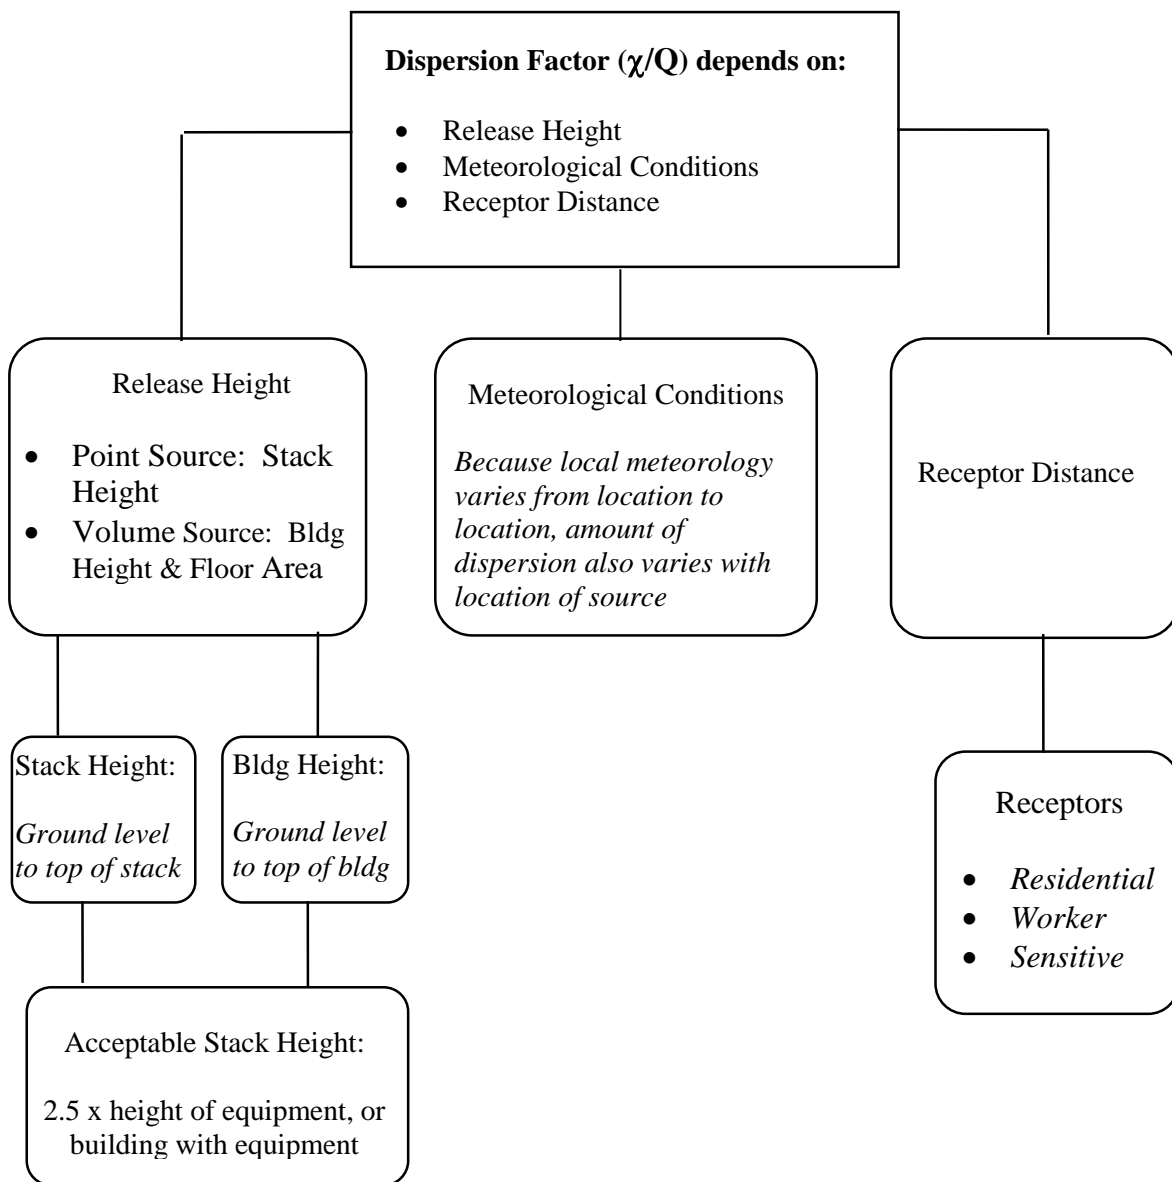 Dispersion Factor (χ/Q) depends on:
• Release Height
• Meteorological Conditions
• Receptor Distance
Release Height
• Point Source: Stack
Height
• Volume Source: Bldg
Height & Floor Area
Meteorological Conditions
Because local meteorology
varies from location to
location, amount of
dispersion also varies with
location of source
Receptor Distance
Stack Height:
Ground level
to top of stack
Bldg Height:
Ground level
to top of bldg
Receptors
• Residential
• Worker
• Sensitive
Acceptable Stack Height:
2.5 x height of equipment, or
building with equipment